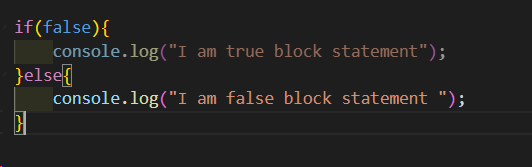 if(false){
    console.log("I am true block statement");
}else{
    console.log("I am false block statement ");
}